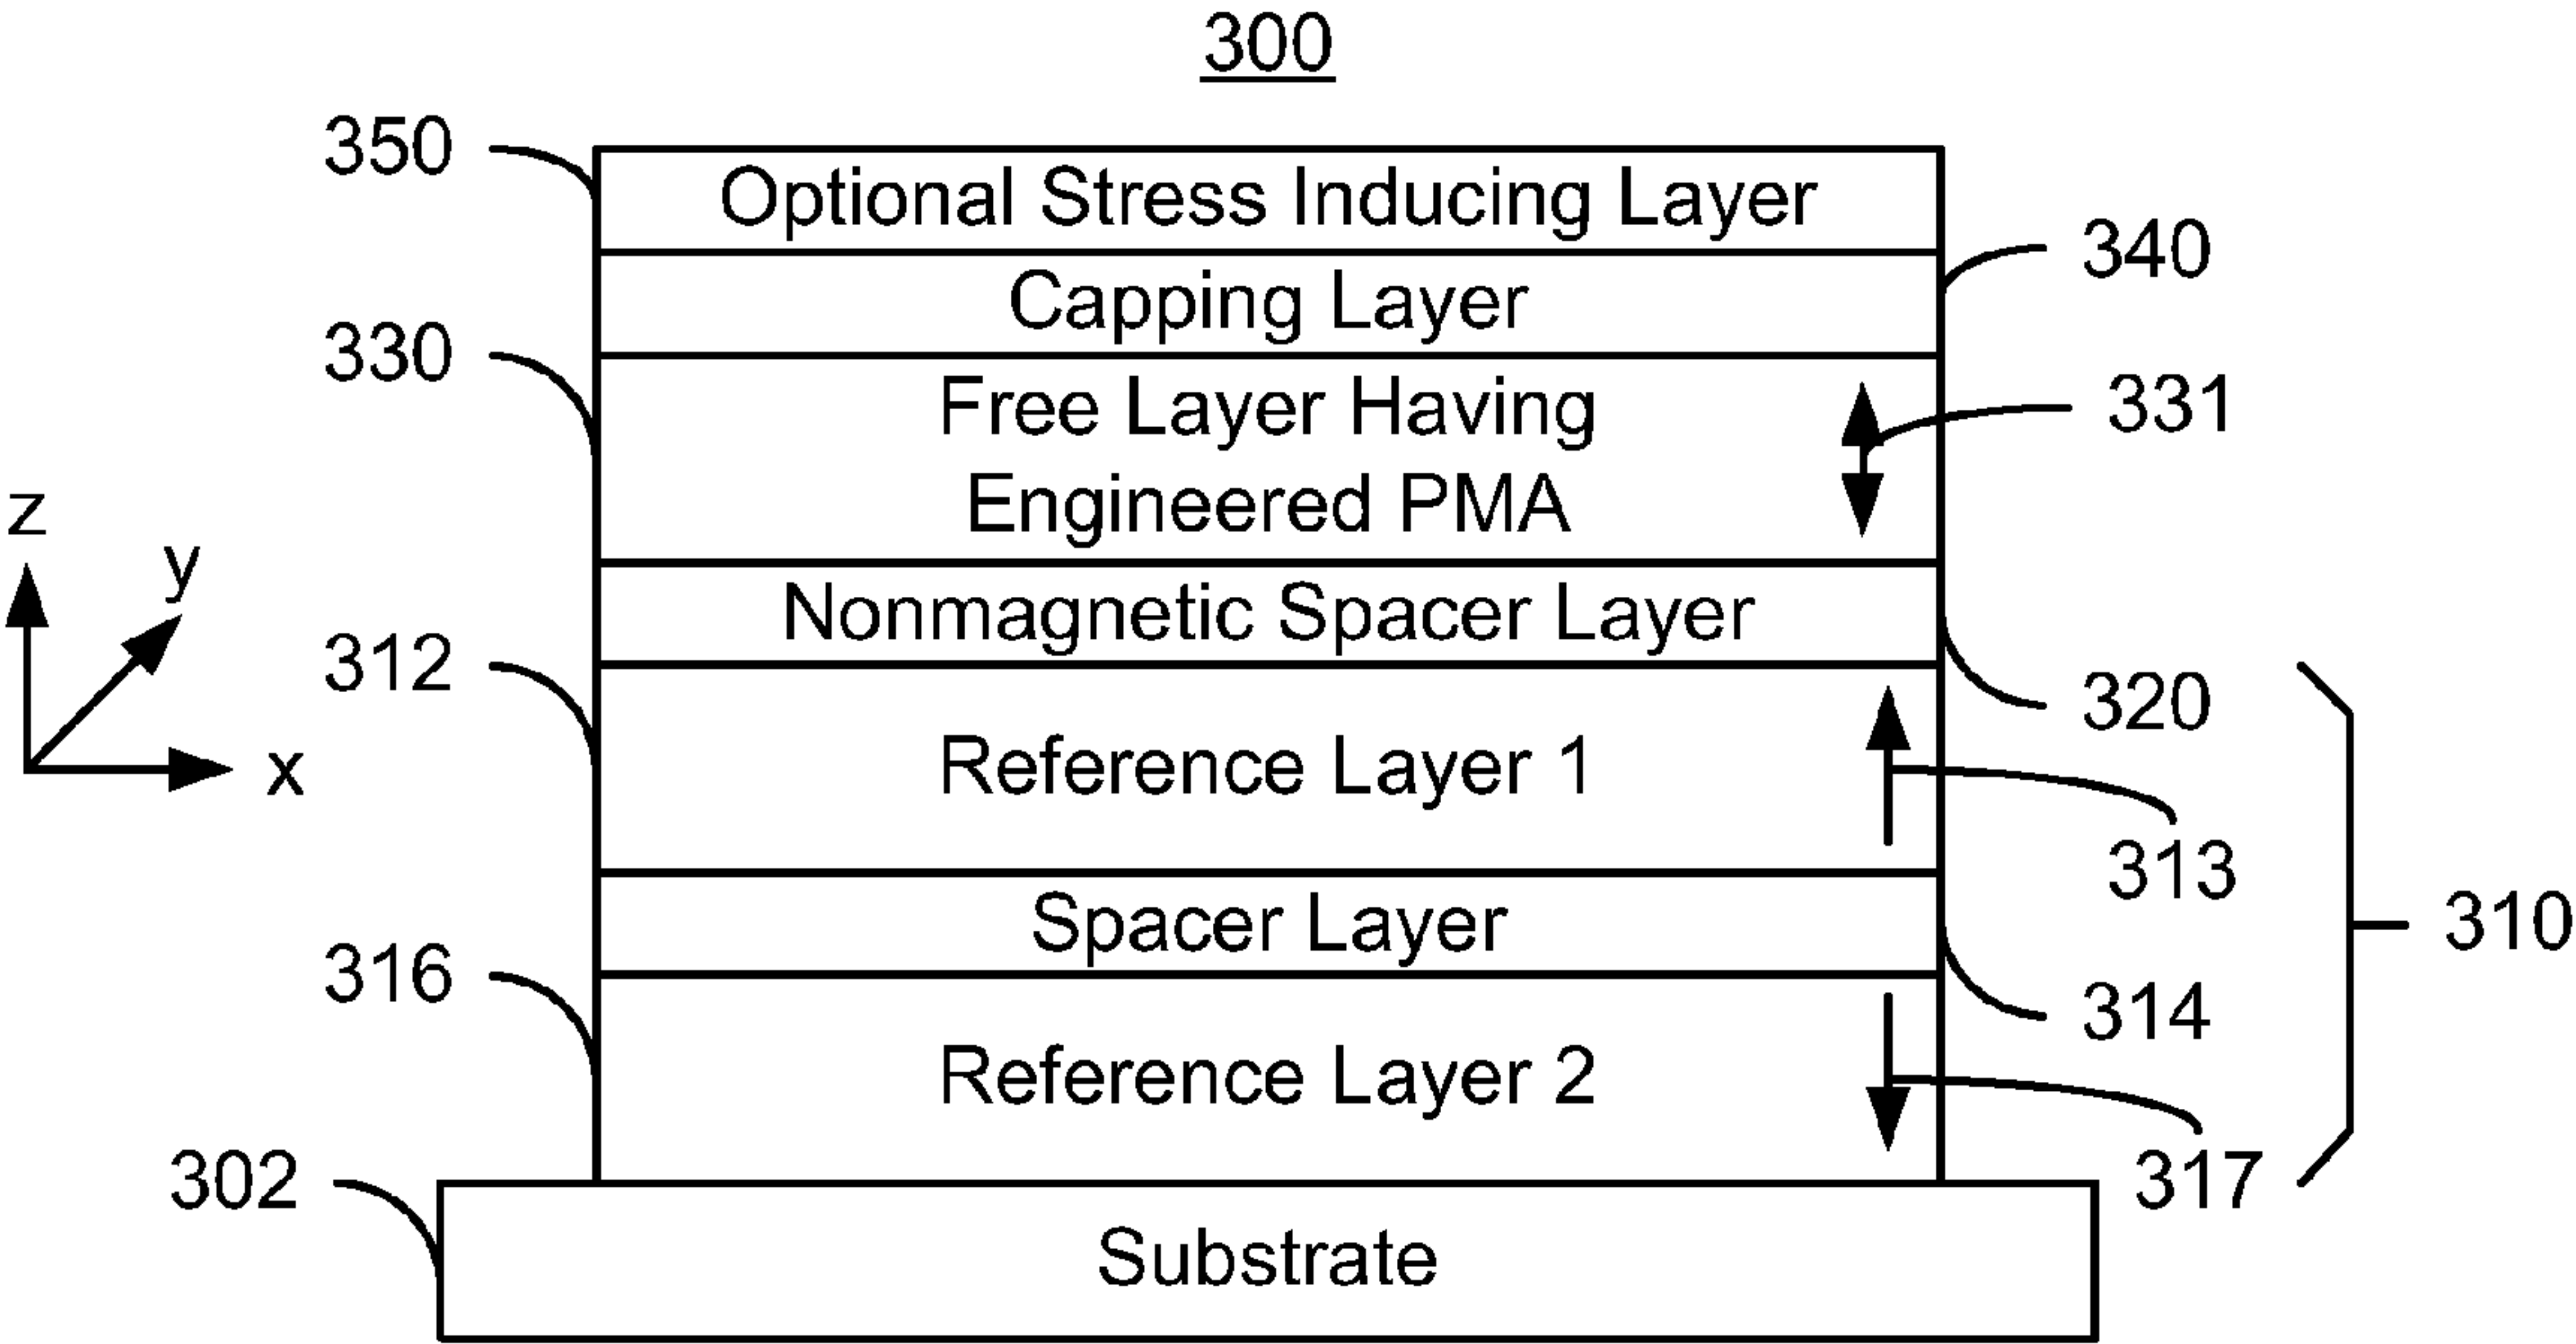 300
350
Optional Stress Inducing Layer
340
Capping Layer
330
Free Layer Having
331
Engineered PMA
z
y
x
Nonmagnetic Spacer Layer
312
320
Reference Layer 1
313
310
Spacer Layer
316
314
Reference Layer 2
317
302
Substrate